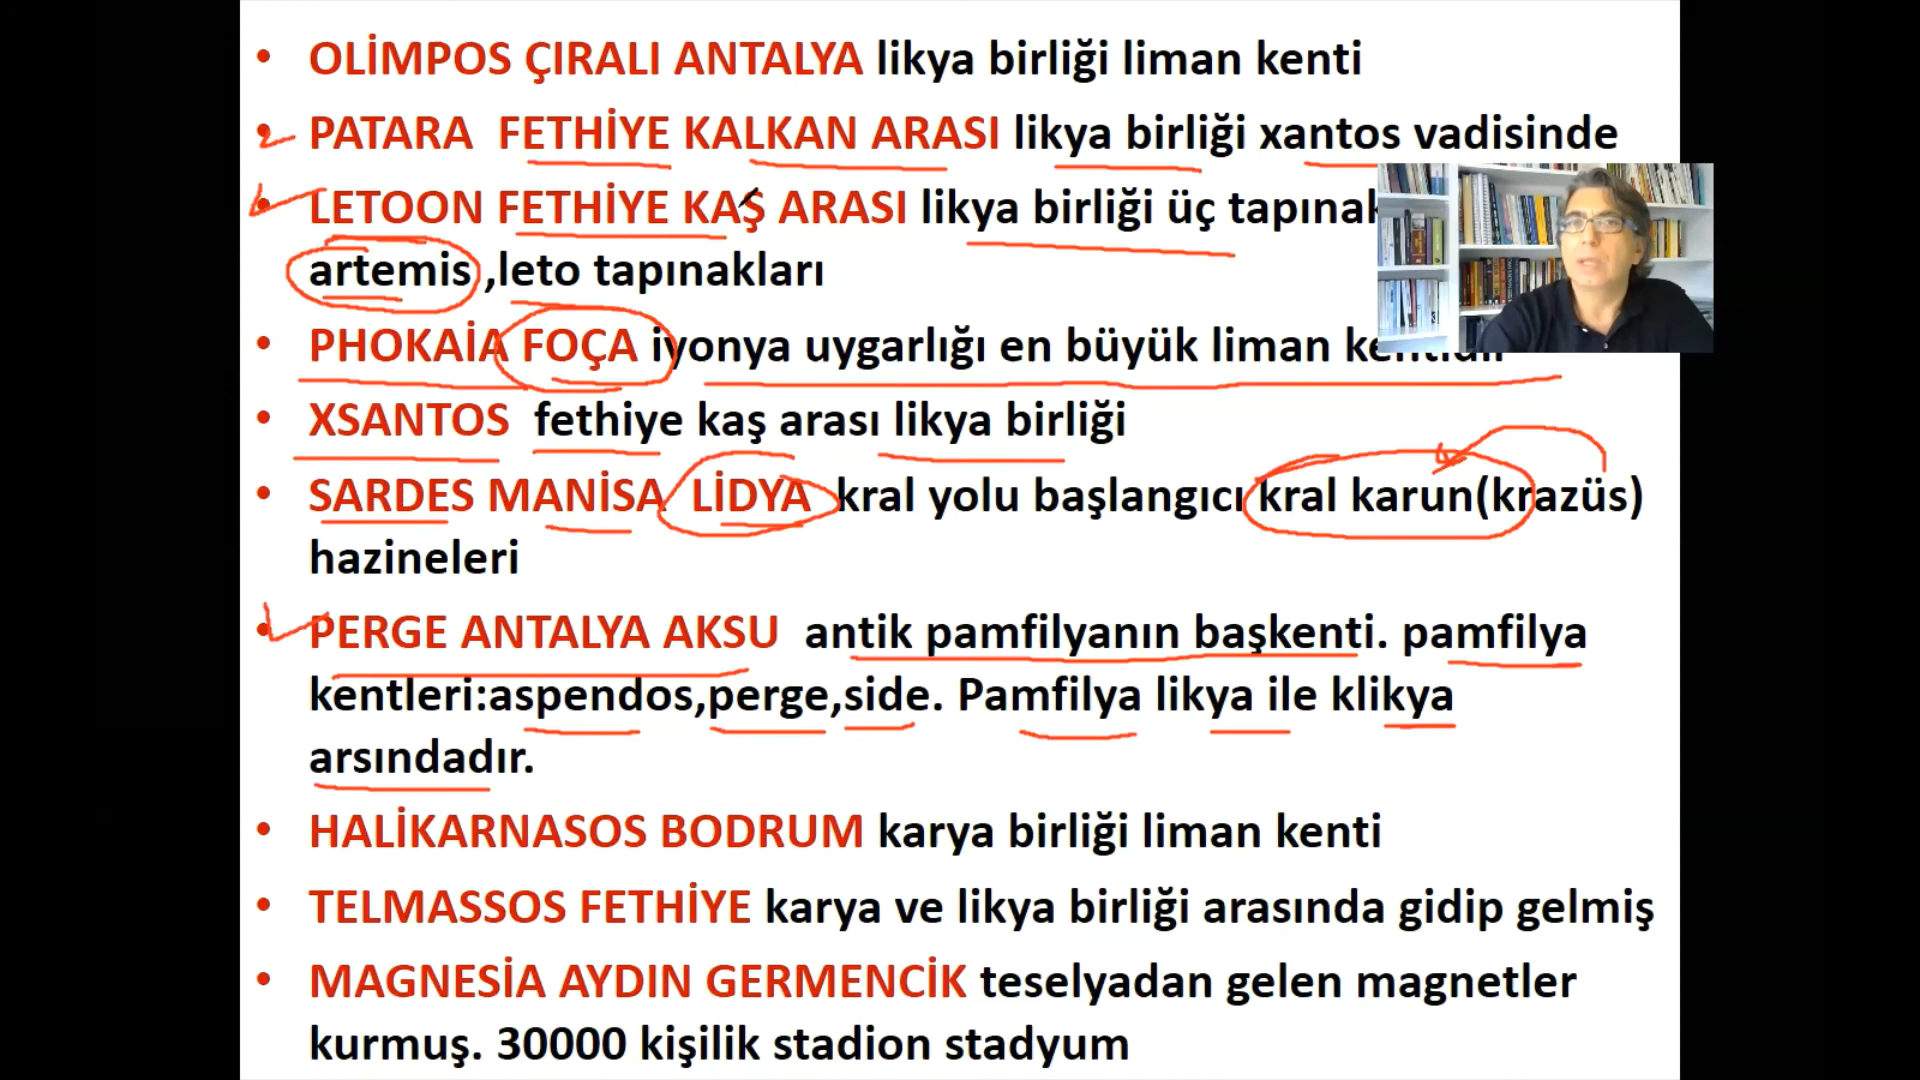 • OLİMPOS ÇIRALI ANTALYA likya birliği liman kenti
• PATARA FETHİYE KALKAN ARASI likya birliği xantos vadisinde
• LETOON FETHİYE KAŞ ARASI likya birliği üç
artemis ,leto tapınakları
• PHOKAİA FOÇA iyonya uygarlığı en büyük liman
• XSANTOS fethiye kaş arası likya birliği
• SARDES MANİSA LİDYA kral yolu başlangıcı kral karun(krazüs)
hazineleri
• PERGE ANTALYA AKSU antik pamfilyanın başkenti. pamfilya
kentleri:aspendos,perge,side. Pamfilya likya ile klikya
arsındadır.
• HALİKARNASOS BODRUM karya birliği liman kenti
• TELMASSOS FETHİYE karya ve likya birliği arasında gidip gelmiş
• MAGNESİA AYDIN GERMENCİK teselyadan gelen magnetler
kurmuş. 30000 kişilik stadion stadyum